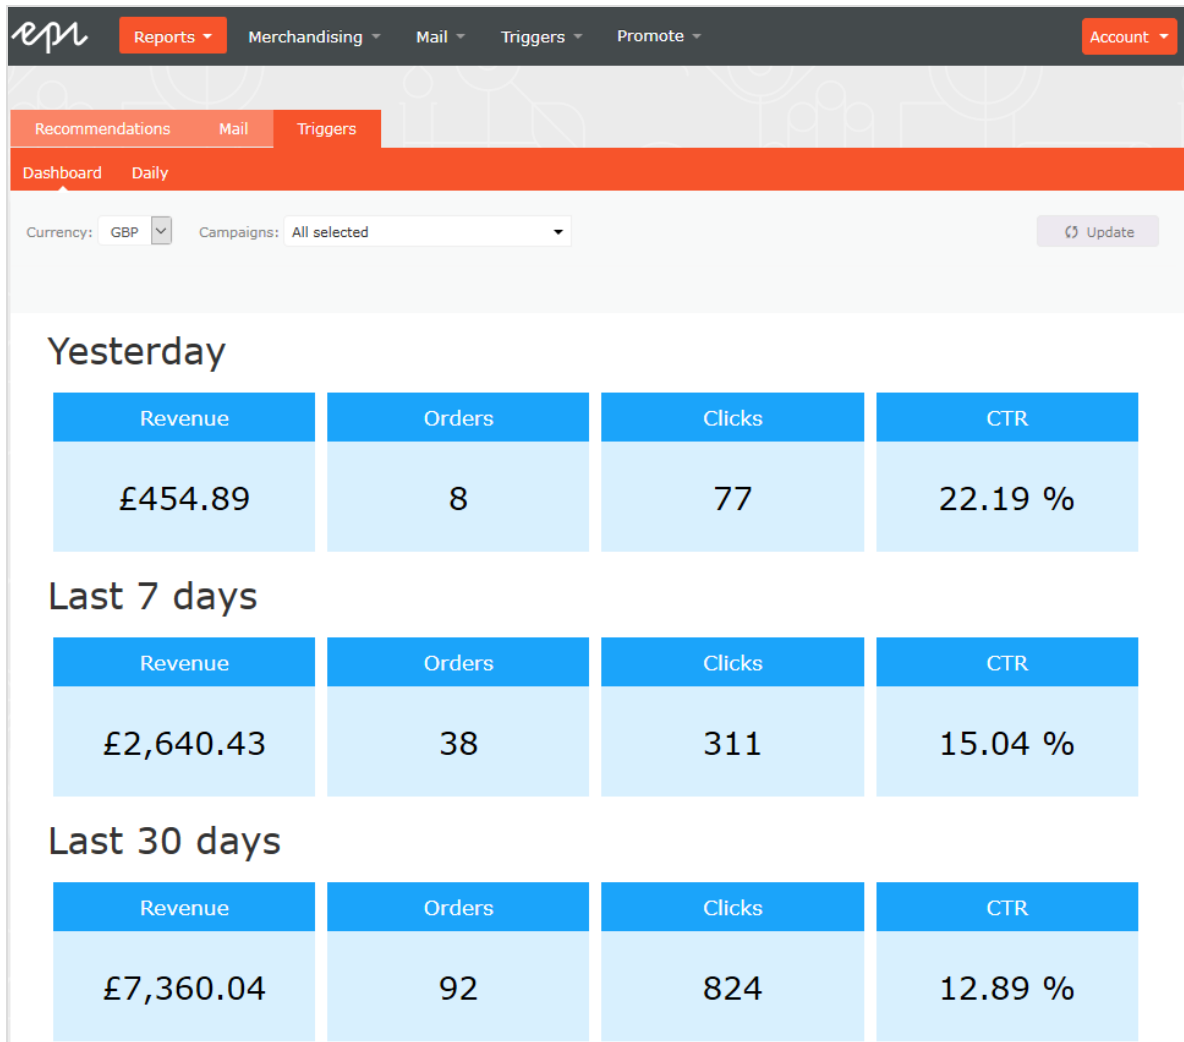 epi Reports Merchandising Mail Triggers Promote Account
Recommendations Mail Triggers
Dashboard Daily
Currency: GBP Campaigns: All selected Update
Yesterday
Revenue Orders Clicks CTR
£454.89 8 77 22.19 %
Last 7 days
Revenue Orders Clicks CTR
£2,640.43 38 311 15.04 %
Last 30 days
Revenue Orders Clicks CTR
£7,360.04 92 824 12.89 %